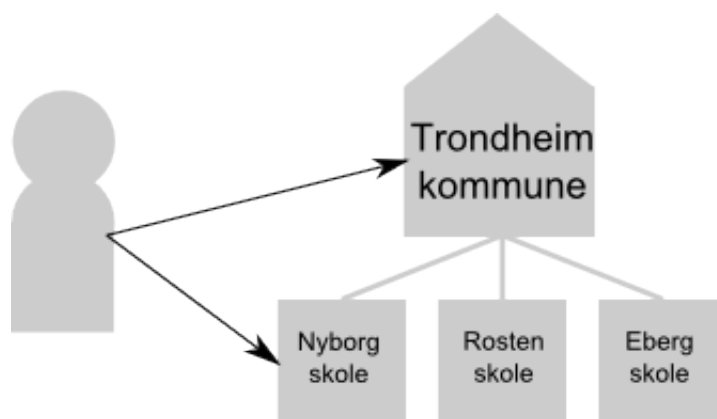 Trondheim
kommune
Nyborg
skole
Rosten
skole
Eberg
skole